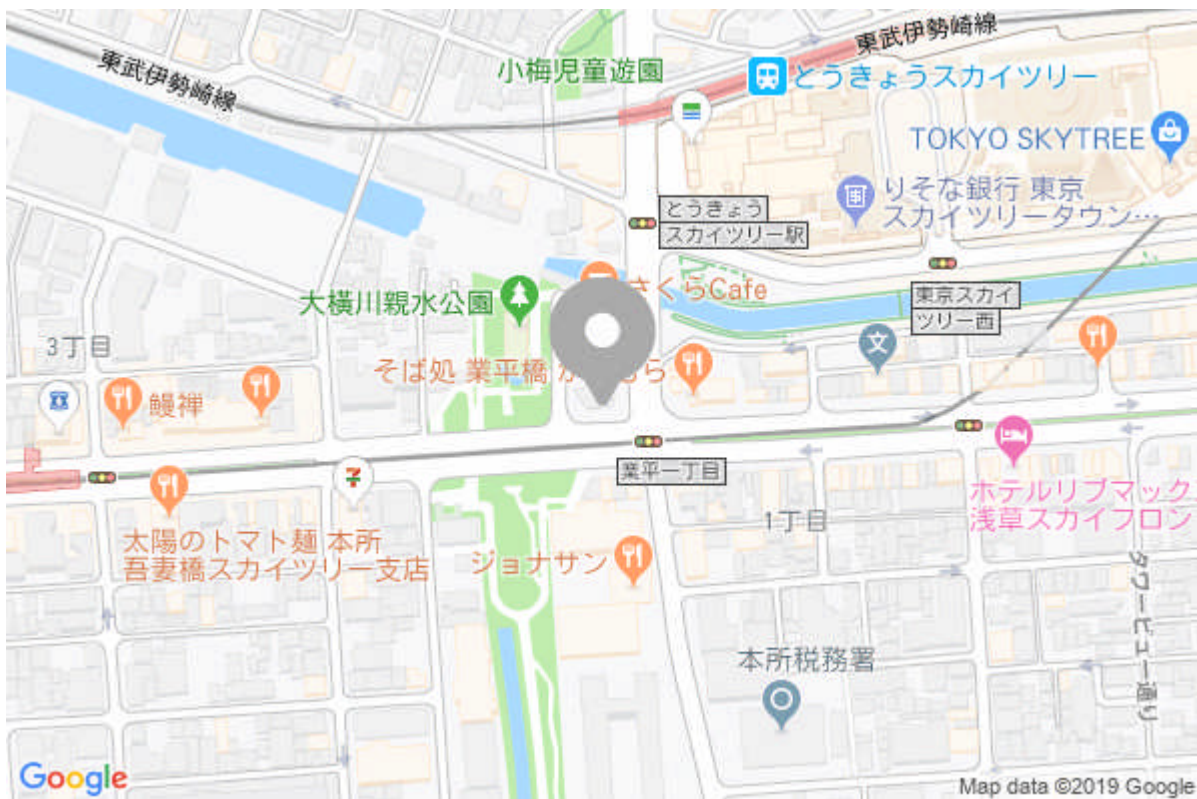 東武伊勢崎線
小梅児童遊園
とうきょうスカイツリー
東武伊勢崎線
TOKYO SKYTREE
りそな銀行 東京
スカイツリータウン…
とうきょう
スカイツリー駅
さくらCafe
大横川親水公園
東京スカイ
ツリー西
3丁目
そば処 業平橋
むら
文
鰻禅
7
業平一丁目
ホテルリブマックス
浅草スカイフロン
1丁目
太陽のトマト麺 本所
吾妻橋スカイツリー支店
ジョナサン
タワービュー通り
本所税務署
Google
Map data ©2019 Google